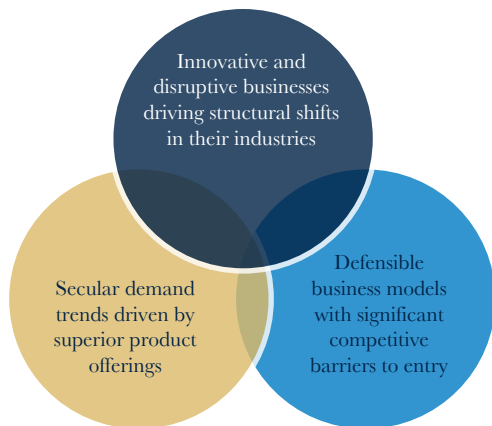 Innovative and
disruptive businesses
driving structural shifts
in their industries
Secular demand
trends driven by
superior product
offerings
Defensible
business models
with significant
competitive
barriers to entry